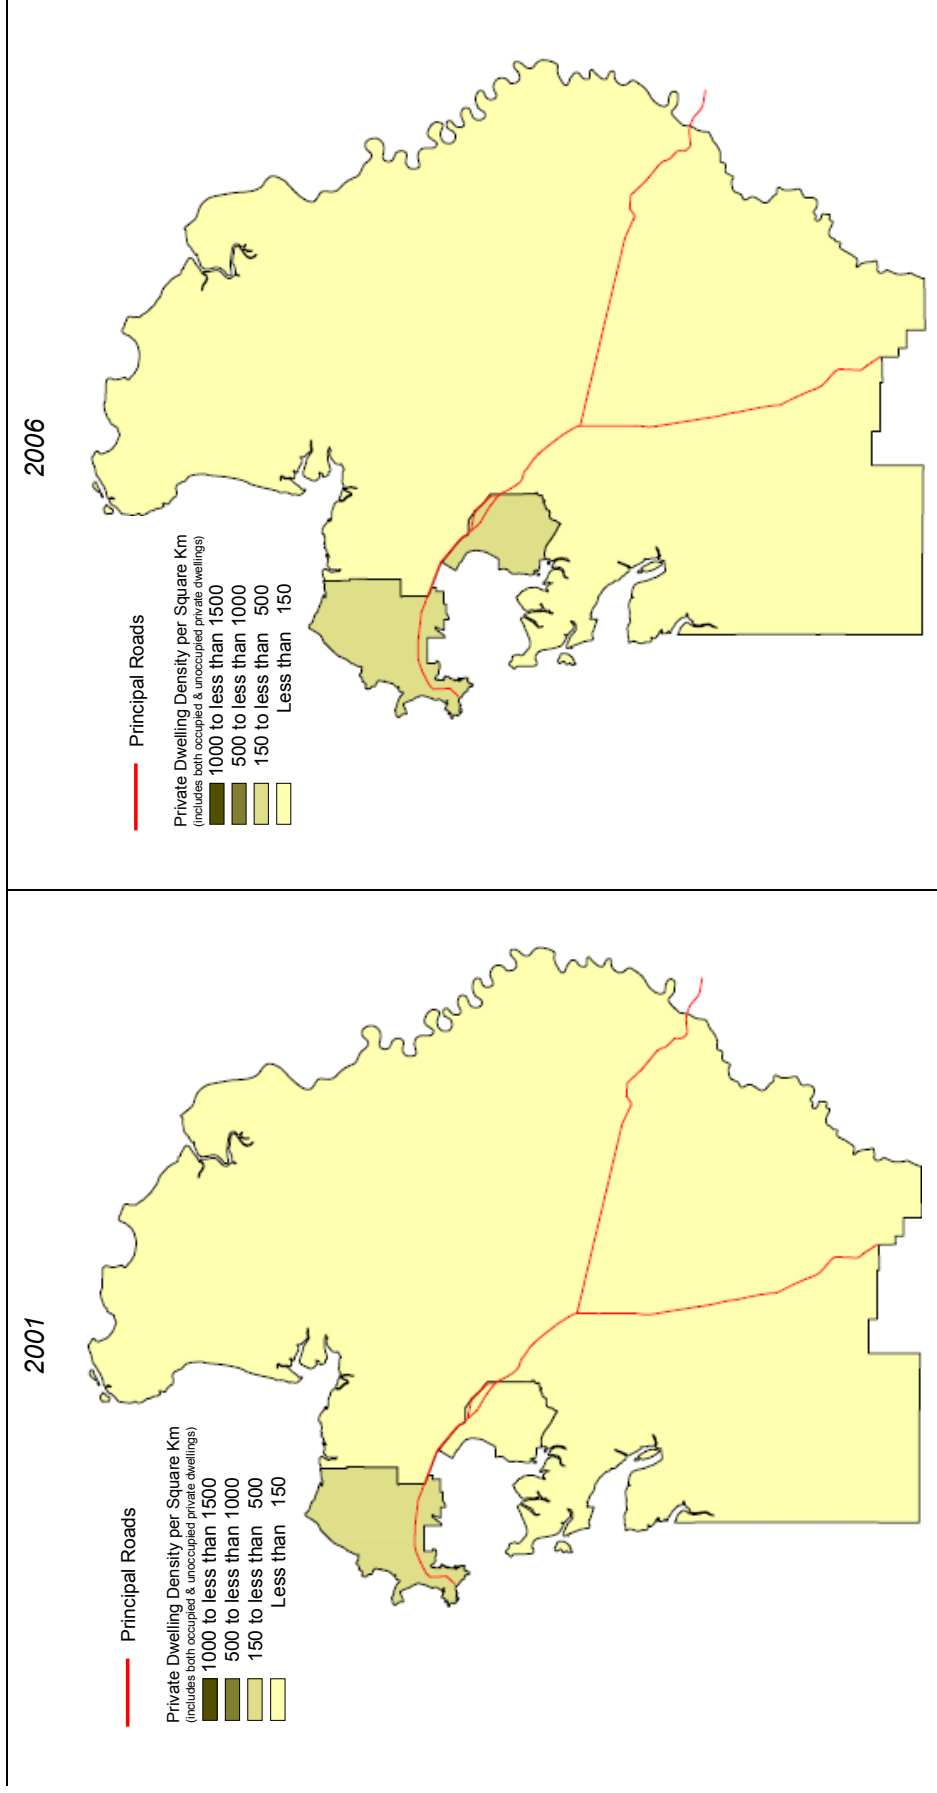 2001
Principal Roads
Private Dwelling Density per Square Km
(includes both occupied & unoccupied private dwellings)
1000 to less than 1500
500 to less than 1000
150 to less than 500
Less than 150
2006
Principal Roads
Private Dwelling Density per Square Km
(includes both occupied & unoccupied private dwellings)
1000 to less than 1500
500 to less than 1000
150 to less than 500
Less than 150